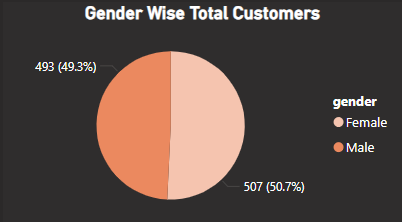 Gender Wise Total Customers
493 (49.3%)
gender
Female
Male
507 (50.7%)